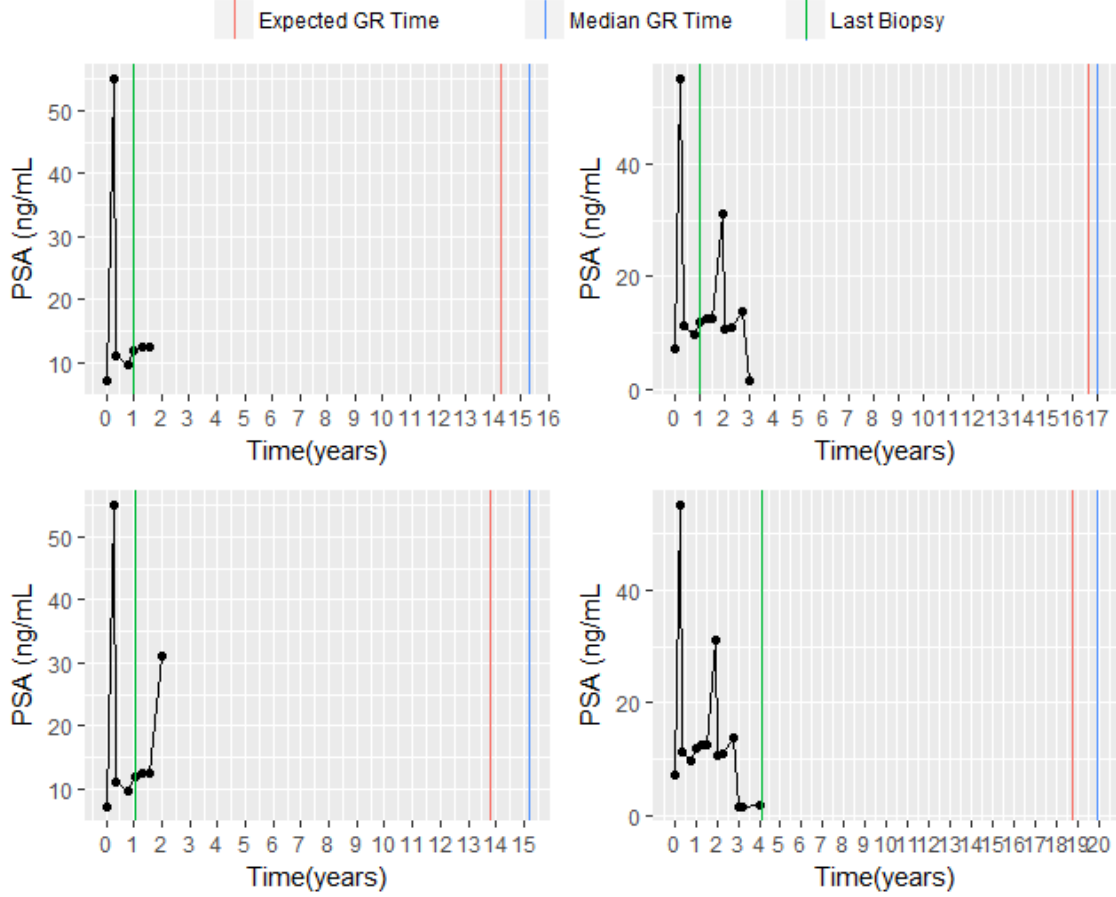 Expected GR Time Median GR Time Last Biopsy
PSA (ng/mL
50
40
30
20
10
0 1 2 3 4 5 6 7 8 9 10 11 12 13 14 15 16
Time(years)
PSA (ng/mL
40
20
0
0 1 2 3 4 5 6 7 8 9 10 11 12 13 14 15 16 17
Time(years)
PSA (ng/mL
50
40
30
20
10
0 1 2 3 4 5 6 7 8 9 10 11 12 13 14 15
Time(years)
PSA (ng/mL
40
20
0
0 1 2 3 4 5 6 7 8 9 10 11 12 13 14 15 16 17 18 19 20
Time(years)